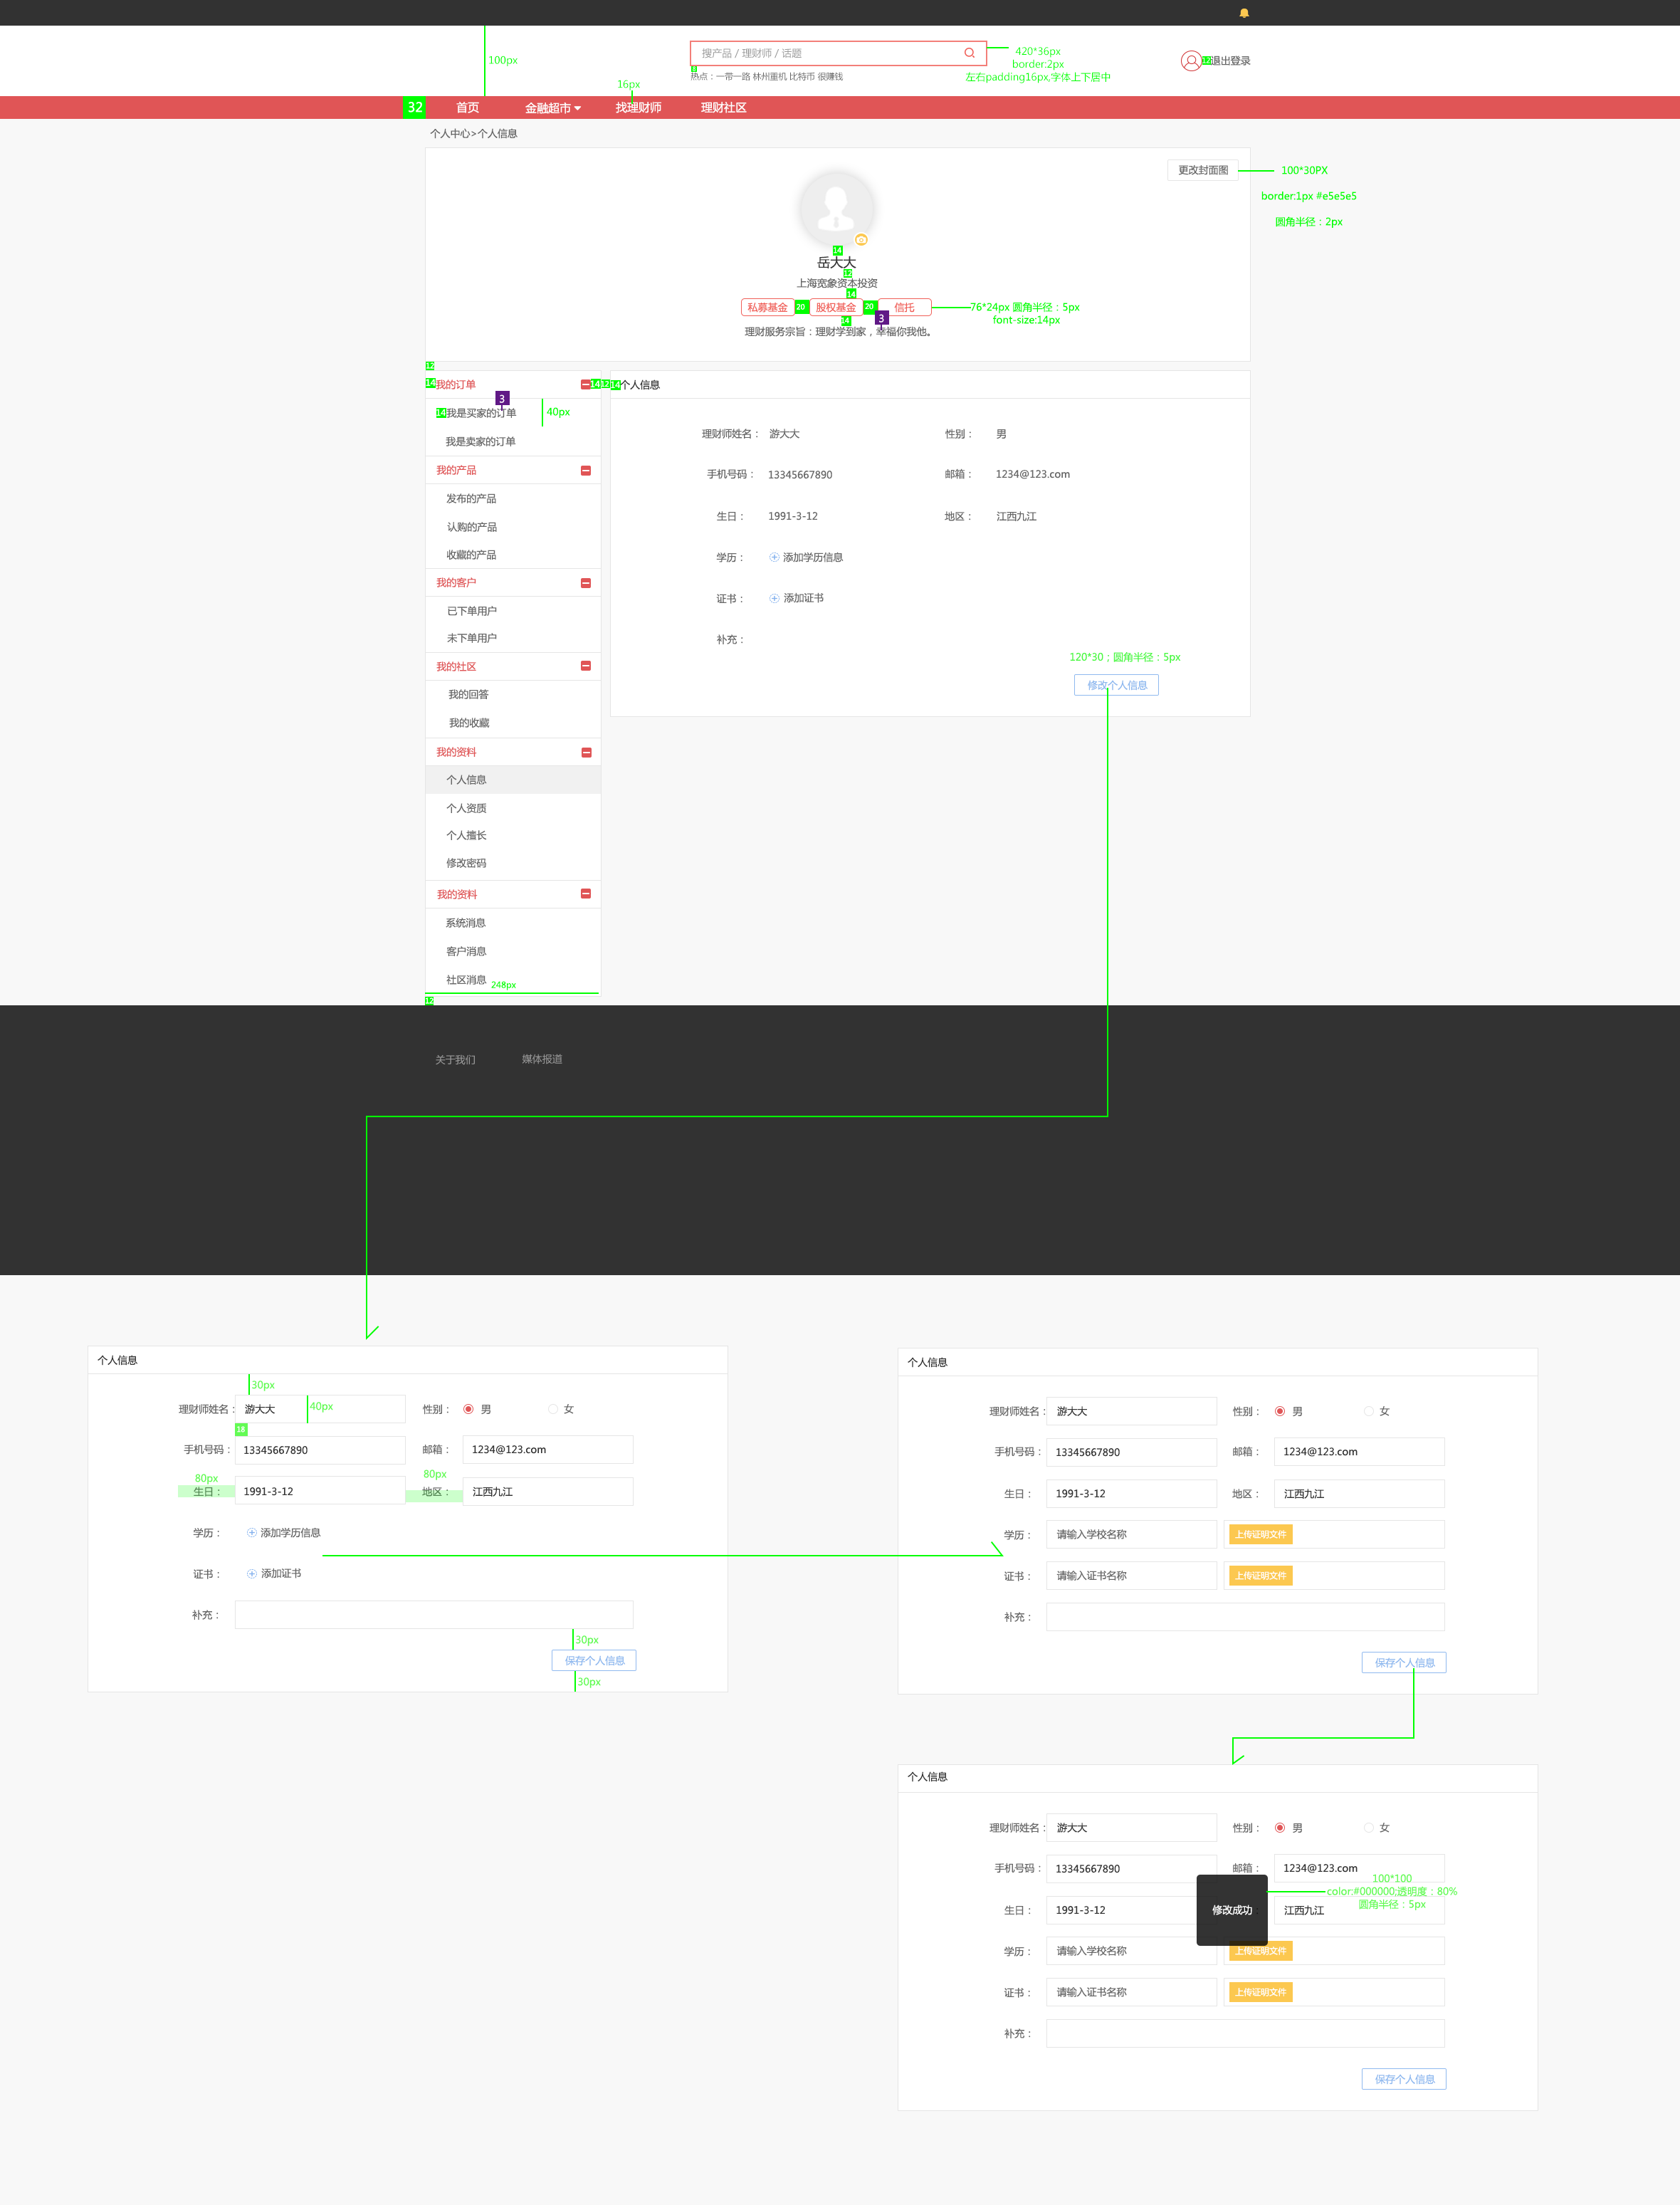 100px
搜产品 / 理财师 / 话题
420*36px
border:2px
左右padding16px,字体上下居中
热点：一带一路 林州重机 比特币 很赚钱
12 退出登录
16px
32 首页 金融超市 找理财师 理财社区
个人中心>个人信息
更改封面图
100*30PX
border:1px #e5e5e5
圆角半径：2px
14
岳大大
12
上海宽象资本投资
14
私募基金 20 股权基金 20 信托
76*24px 圆角半径：5px
font-size:14px
14 3
理财服务宗旨：理财学到家，幸福你我他。
12
14 我的订单 14 12 14 个人信息
3
14 我是买家的订单 40px
我是卖家的订单
我的产品
发布的产品
认购的产品
收藏的产品
我的客户
已下单用户
未下单用户
我的社区
我的回答
我的收藏
我的资料
个人信息
个人资质
个人擅长
修改密码
我的资料
系统消息
客户消息
社区消息 248px
12
理财师姓名： 游大大 性别： 男
手机号码： 13345667890 邮箱： 1234@123.com
生日： 1991-3-12 地区： 江西九江
学历： 添加学历信息
证书： 添加证书
补充：
120*30；圆角半径：5px
修改个人信息
关于我们 媒体报道
个人信息
30px
理财师姓名： 游大大 40px 性别： 男 女
18
手机号码： 13345667890 邮箱： 1234@123.com
80px 80px
生日： 1991-3-12 地区： 江西九江
学历： 添加学历信息
证书： 添加证书
补充：
30px
保存个人信息
30px
个人信息
理财师姓名： 游大大 性别： 男 女
手机号码： 13345667890 邮箱： 1234@123.com
生日： 1991-3-12 地区： 江西九江
学历： 请输入学校名称 上传证明文件
证书： 请输入证书名称 上传证明文件
补充：
保存个人信息
个人信息
理财师姓名： 游大大 性别： 男 女
手机号码： 13345667890 邮箱： 1234@123.com
100*100
color:#000000;透明度：80%
圆角半径：5px
生日： 1991-3-12 修改成功 江西九江
学历： 请输入学校名称 上传证明文件
证书： 请输入证书名称 上传证明文件
补充：
保存个人信息